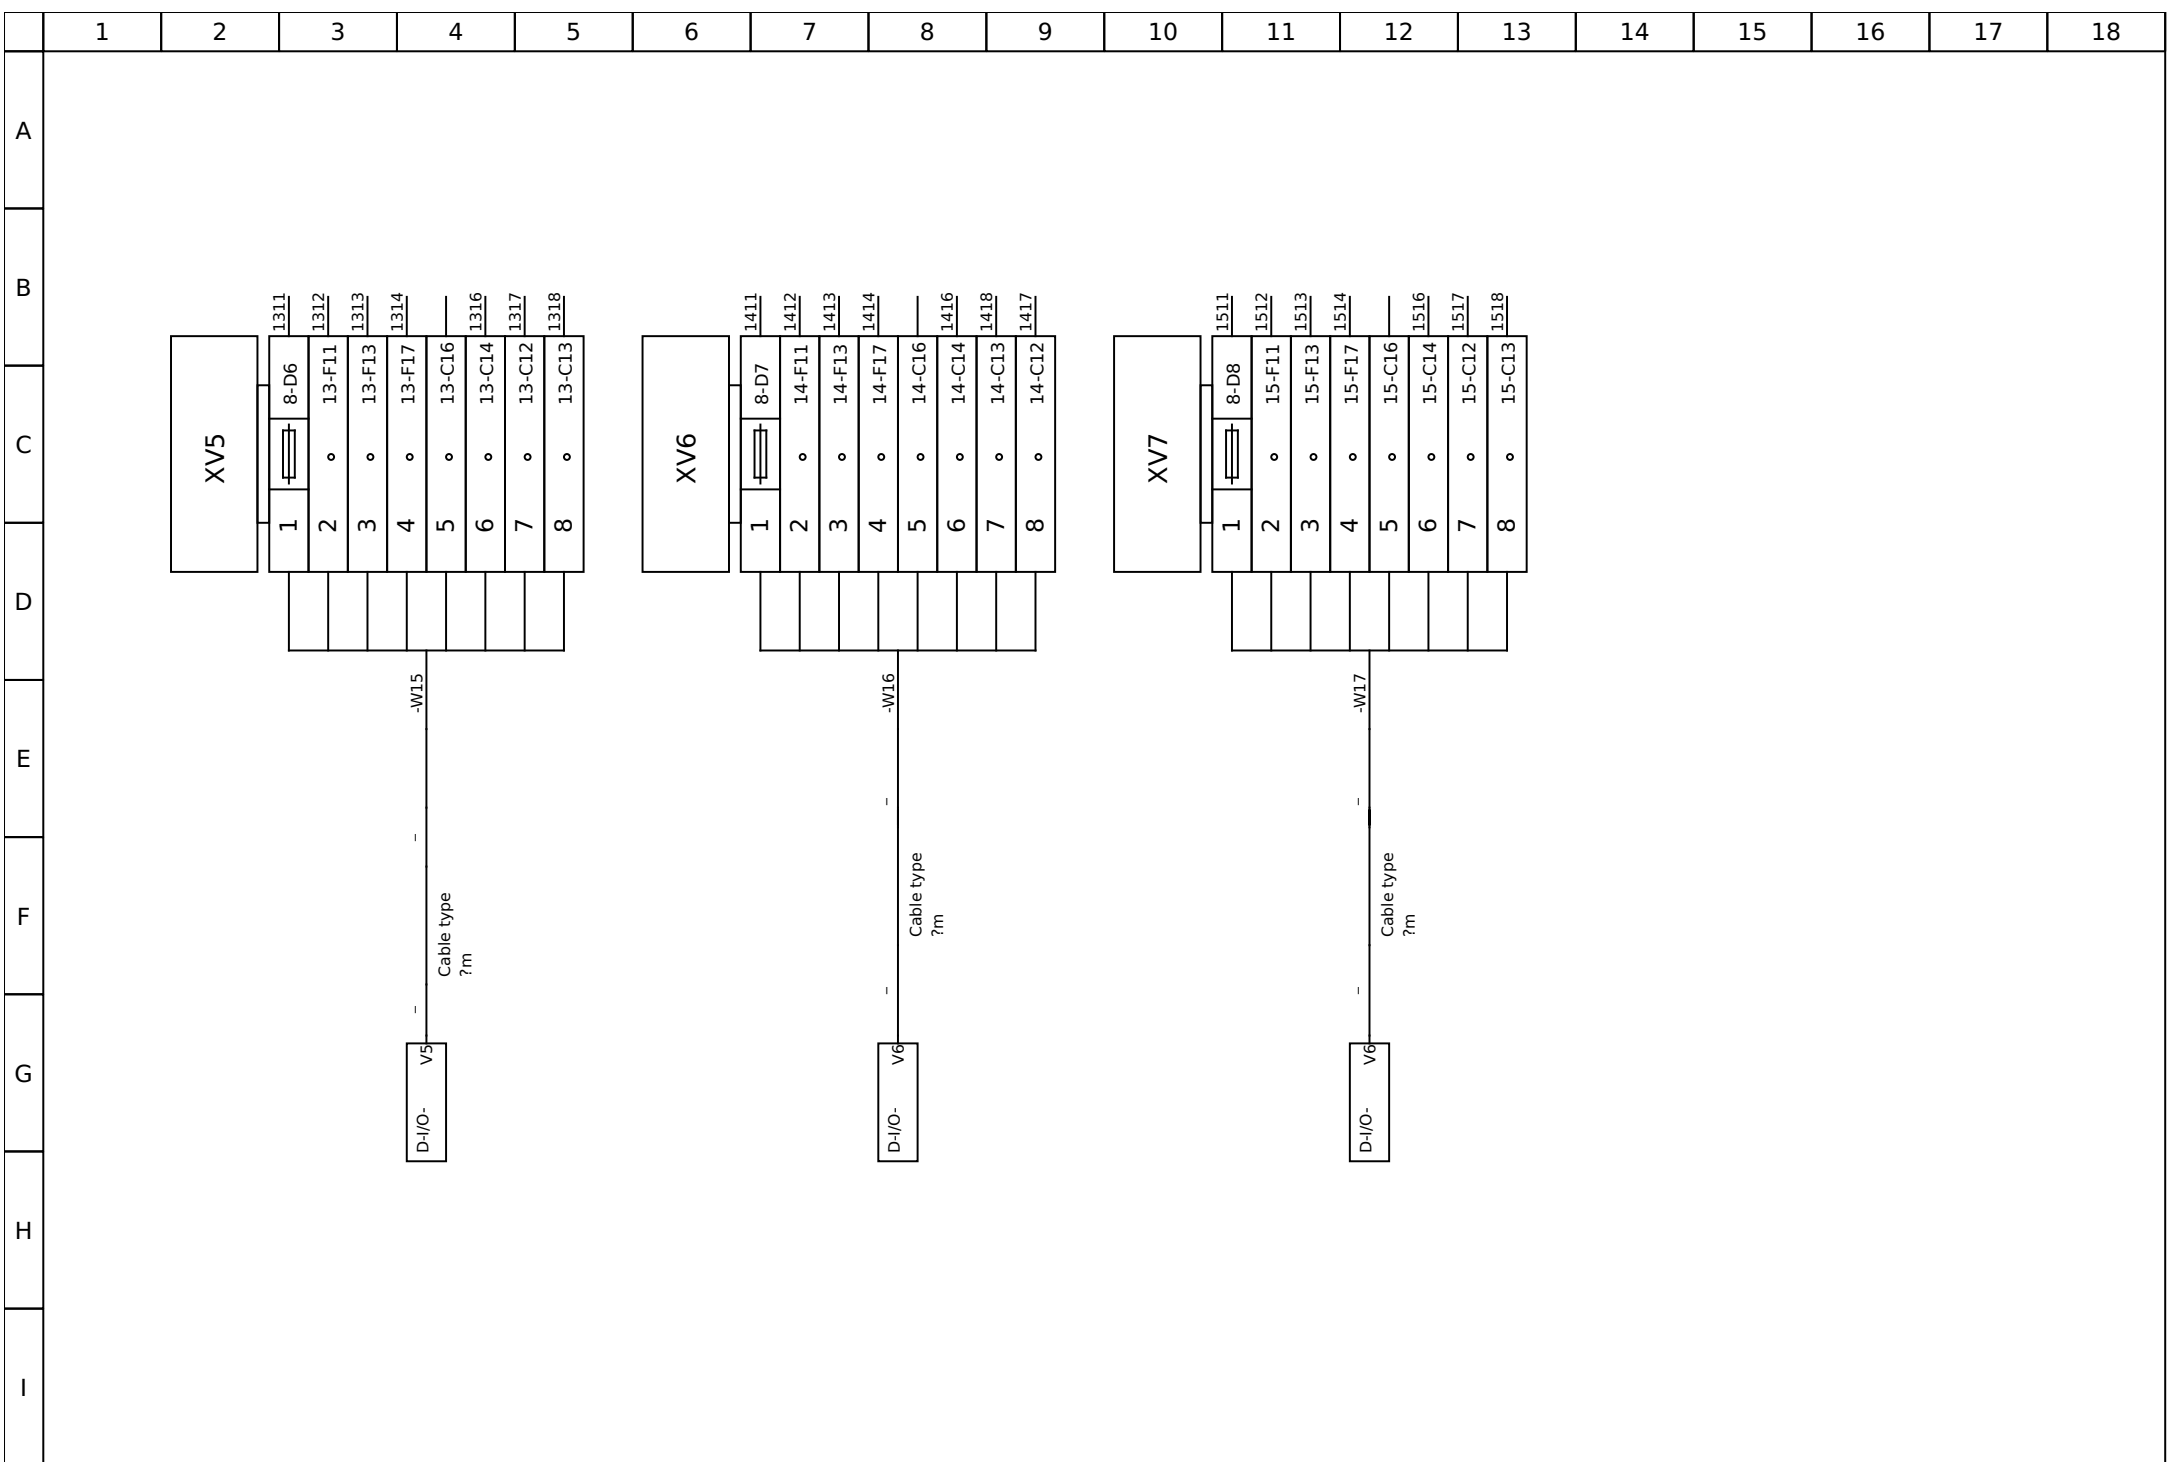 1 2 3 4 5 6 7 8 9 10 11 12 13 14 15 16 17 18
A
B
C
D
E
F
G
H
I
XV5
1311
1312
1313
1314
1316
1317
1318
8-D6
13-F11
13-F13
13-F17
13-C16
13-C14
13-C12
13-C13
1
2
3
4
5
6
7
8
-W15
Cable type
?m
V5
D-I/O-
XV6
1411
1412
1413
1414
1416
1418
1417
8-D7
14-F11
14-F13
14-F17
14-C16
14-C14
14-C13
14-C12
1
2
3
4
5
6
7
8
-W16
Cable type
?m
V6
D-I/O-
XV7
1511
1512
1513
1514
1516
1517
1518
8-D8
15-F11
15-F13
15-F17
15-C16
15-C14
15-C12
15-C13
1
2
3
4
5
6
7
8
-W17
Cable type
?m
V6
D-I/O-